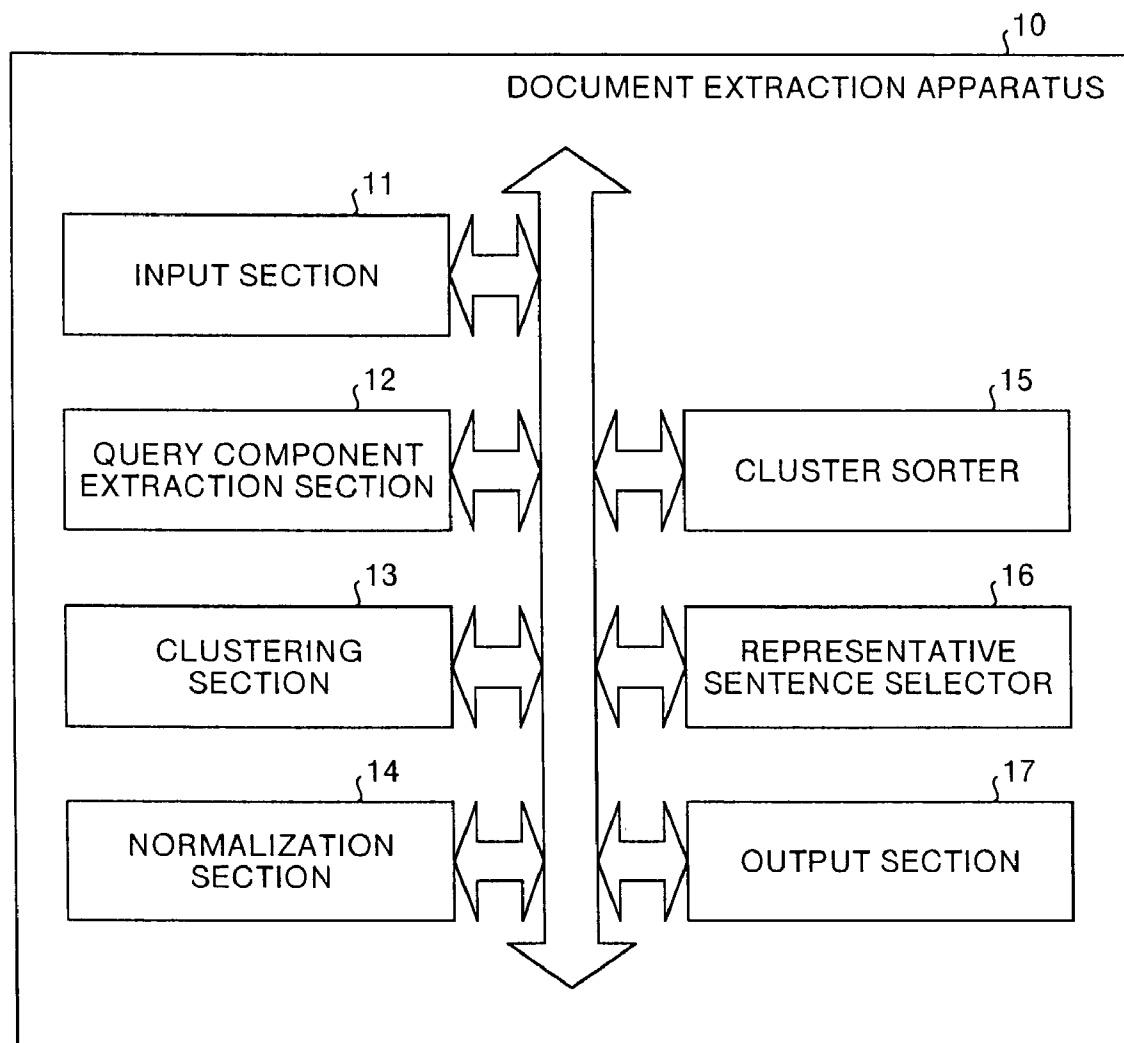 10
DOCUMENT EXTRACTION APPARATUS
11
INPUT SECTION
12
QUERY COMPONENT
EXTRACTION SECTION
13
CLUSTERING
SECTION
14
NORMALIZATION
SECTION
15
CLUSTER SORTER
16
REPRESENTATIVE
SENTENCE SELECTOR
17
OUTPUT SECTION